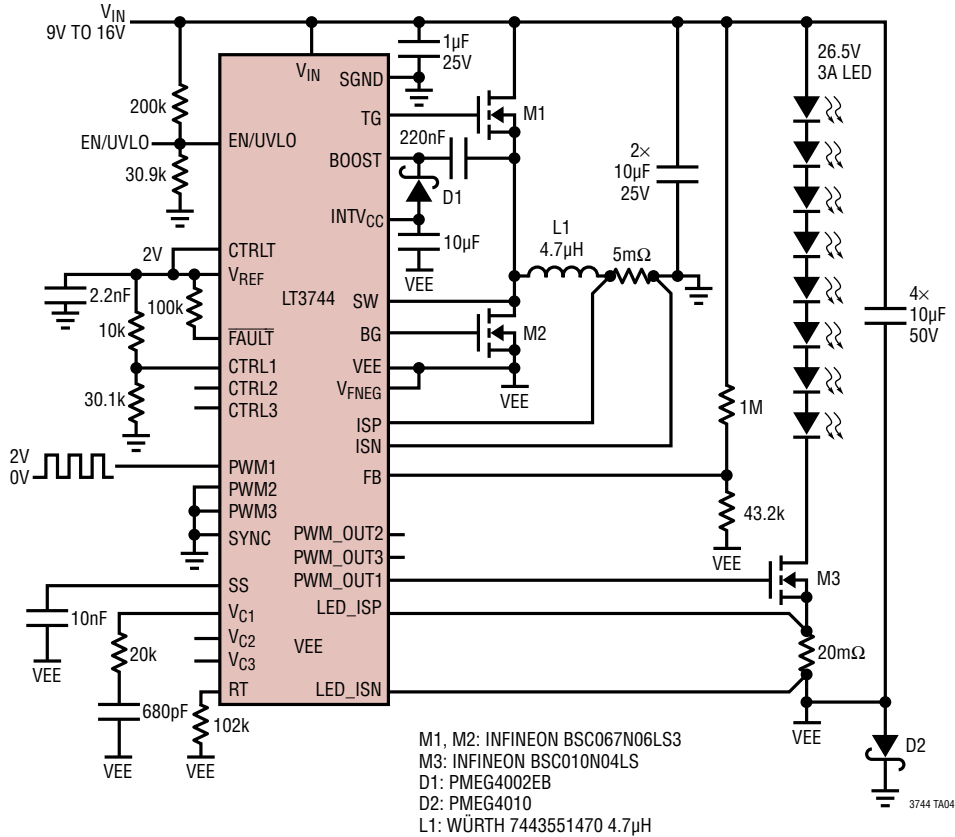 VIN
9V TO 16V
200k
EN/UVLO
30.9k
2V
2.2nF
10k
100k
30.1k
2V
0V
10nF
VEE
20k
680pF
VEE
102k
VEE
VIN
EN/UVLO
CTRLT
VREF
LT3744
FAULT
CTRL1
CTRL2
CTRL3
PWM1
PWM2
PWM3
SYNC
SS
VC1
VC2
VC3
RT
SGND
TG
BOOST
INTVCC
SW
BG
VEE
VFNEG
ISP
ISN
FB
PWM_OUT2
PWM_OUT3
PWM_OUT1
LED_ISP
VEE
LED_ISN
1µF
25V
M1
220nF
D1
10µF
VEE
L1
4.7µH
5mΩ
M2
VEE
2×
10µF
25V
1M
43.2k
VEE
26.5V
3A LED
4×
10µF
50V
M3
20mΩ
VEE
D2
M1, M2: INFINEON BSC067N06LS3
M3: INFINEON BSC010N04LS
D1: PMEG4002EB
D2: PMEG4010
L1: WÜRTH 7443551470 4.7µH
3744 TA04